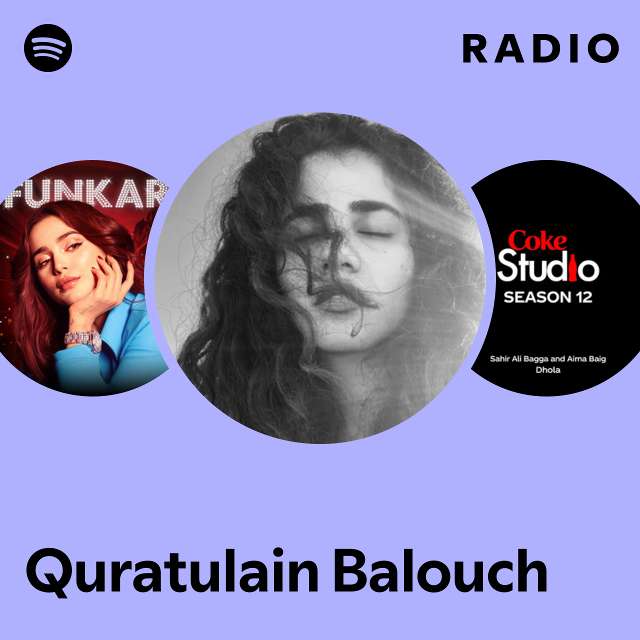 RADIO
FUNKAR
Coke
Studio
SEASON 12
Sahir Ali Bagga and Aima Baig
Dhola
Quratulain Balouch